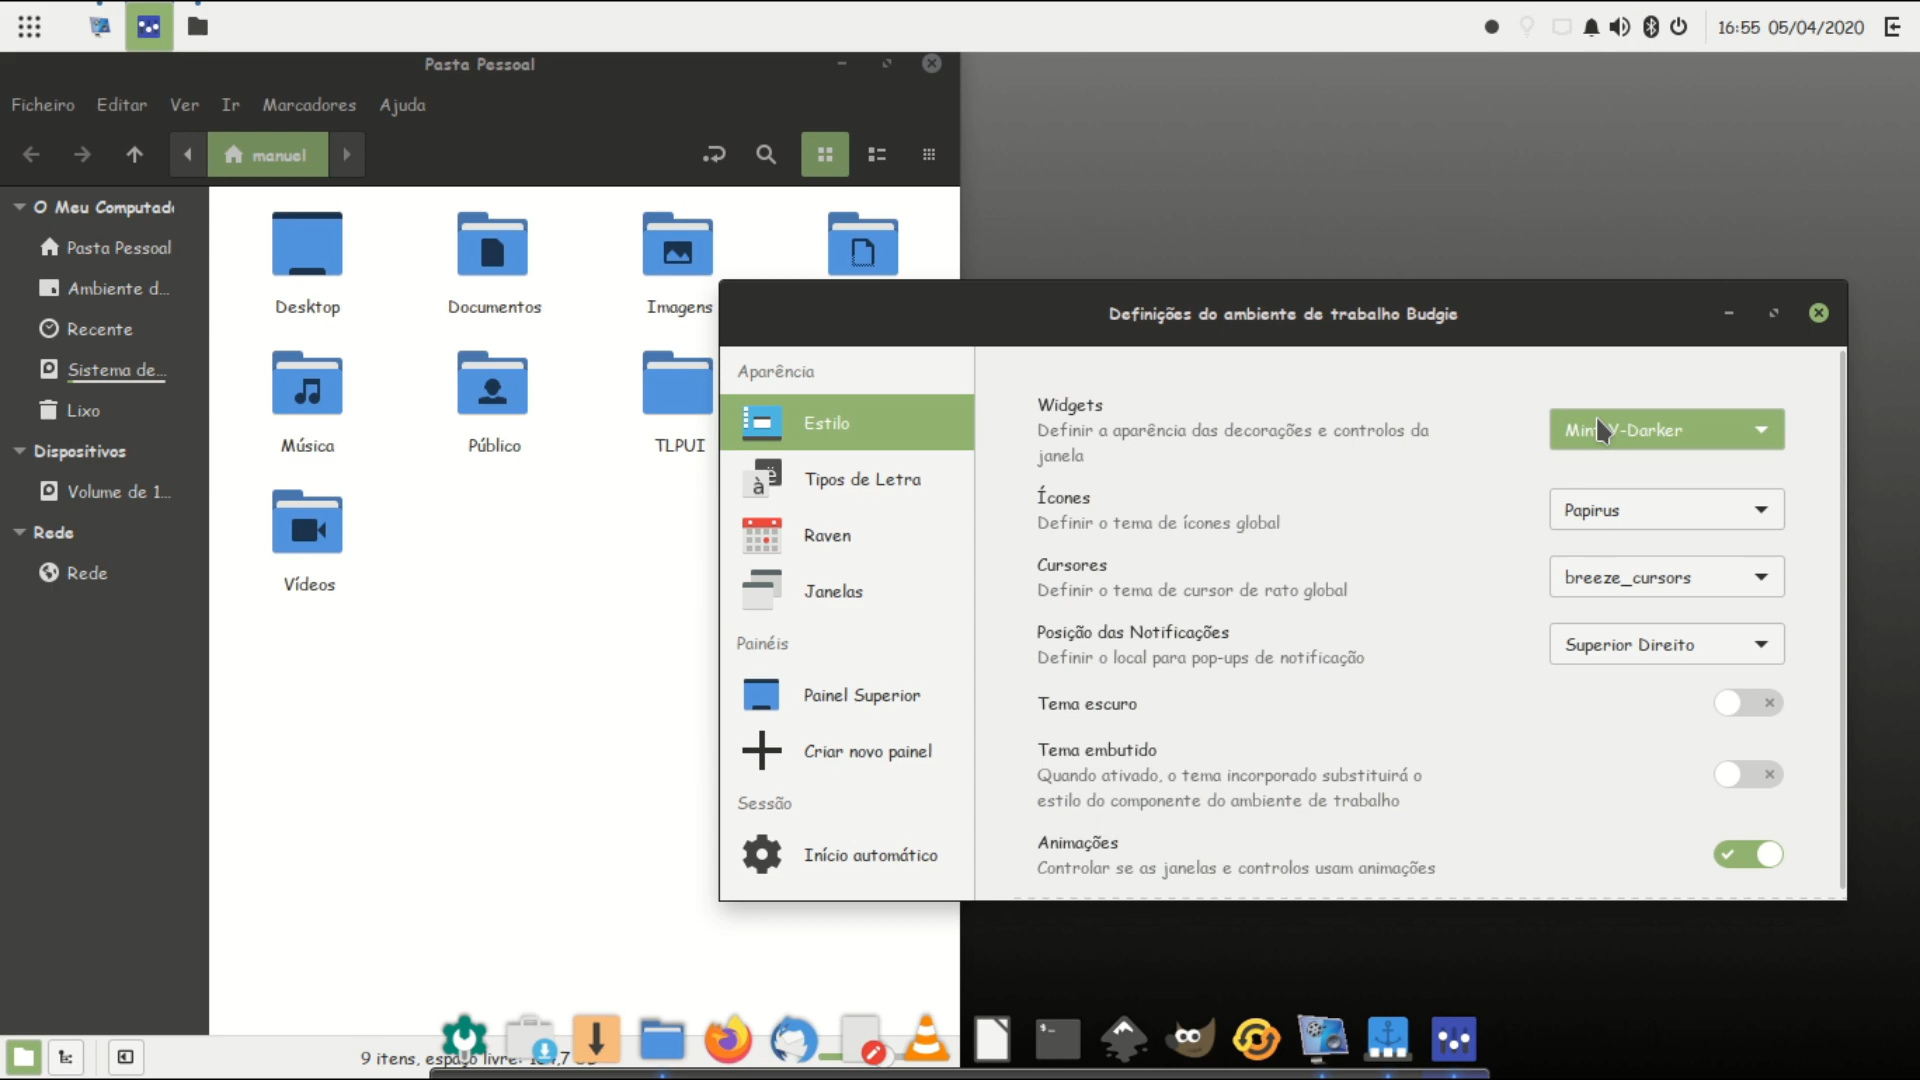 16:55 05/04/2020
Pasta Pessoal
Ficheiro Editar Ver Ir Marcadores Ajuda
manuel
O Meu Computad
Pasta Pessoal
Ambiente d...
Recente
Sistema de...
Lixo
Dispositivos
Volume de 1...
Rede
Rede
Desktop
Documentos
Imagens
Música
Público
TLPUI
Vídeos
9 itens, espaço livre:
Definições do ambiente de trabalho Budgie
Aparência
Estilo
Tipos de Letra
Raven
Janelas
Painéis
Painel Superior
Criar novo painel
Sessão
Início automático
Widgets
Definir a aparência das decorações e controlos da
janela
Mint-Y-Darker
Ícones
Definir o tema de ícones global
Papirus
Cursores
Definir o tema de cursor de rato global
breeze_cursors
Posição das Notificações
Definir o local para pop-ups de notificação
Superior Direito
Tema escuro
Tema embutido
Quando ativado, o tema incorporado substituirá o
estilo do componente do ambiente de trabalho
Animações
Controlar se as janelas e controlos usam animações